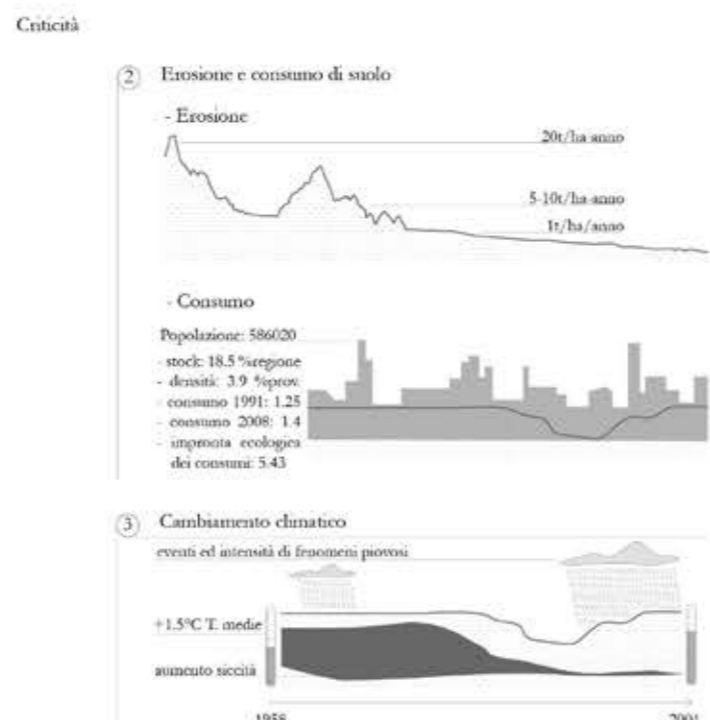 Criticità
2 Erosione e consumo di suolo
- Erosione
20t/ha anno
5-10t/ha anno
1t/ha/anno
- Consumo
Popolazione: 586020
- stock: 18.5 %regione
- densità: 3.9 %prov.
- consumo 1991: 1.25
- consumo 2008: 1.4
- impronta ecologica
dei consumi: 5.43
3 Cambiamento climatico
eventi ed intensità di fenomeni piovosi
+1.5°C T. medie
aumento siccità
1958